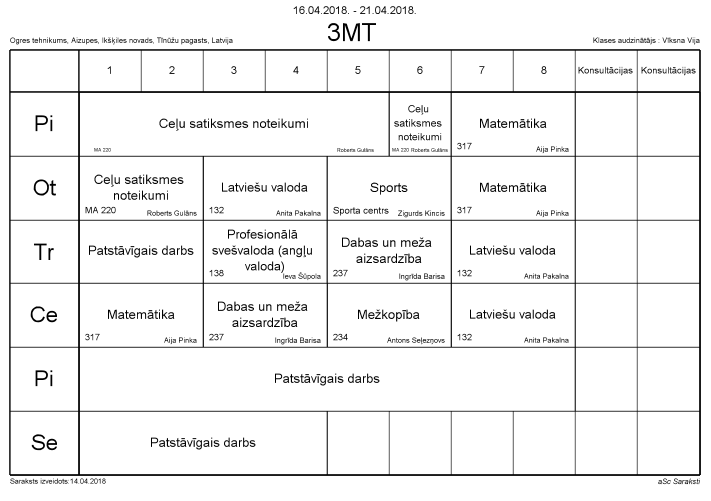 16.04.2018. - 21.04.2018.
3MT
Ogres tehnikums, Aizupes, Ikšķiles novads, Tīnūžu pagasts, Latvija
Klases audzinātājs : Vīksna Vija
1 2 3 4 5 6 7 8 Konsultācijas Konsultācijas
Pi
Ceļu satiksmes noteikumi
MA 220 Roberts Gulāns
Ceļu
satiksmes
noteikumi
MA 220 Roberts Gulāns
Matemātika
317 Aija Pinka
Ot
Ceļu satiksmes
noteikumi
MA 220 Roberts Gulāns
Latviešu valoda
132 Anita Pakalna
Sports
Sporta centrs Zigurds Kincis
Matemātika
317 Aija Pinka
Tr
Patstāvīgais darbs
Profesionālā
svešvaloda (angļu
valoda)
138 Ieva Šūpola
Dabas un meža
aizsardzība
237 Ingrīda Barisa
Latviešu valoda
132 Anita Pakalna
Ce
Matemātika
317 Aija Pinka
Dabas un meža
aizsardzība
237 Ingrīda Barisa
Mežkopība
234 Antons Seļezņovs
Latviešu valoda
132 Anita Pakalna
Pi
Patstāvīgais darbs
Se
Patstāvīgais darbs
Saraksts izveidots:14.04.2018
aSc Saraksti